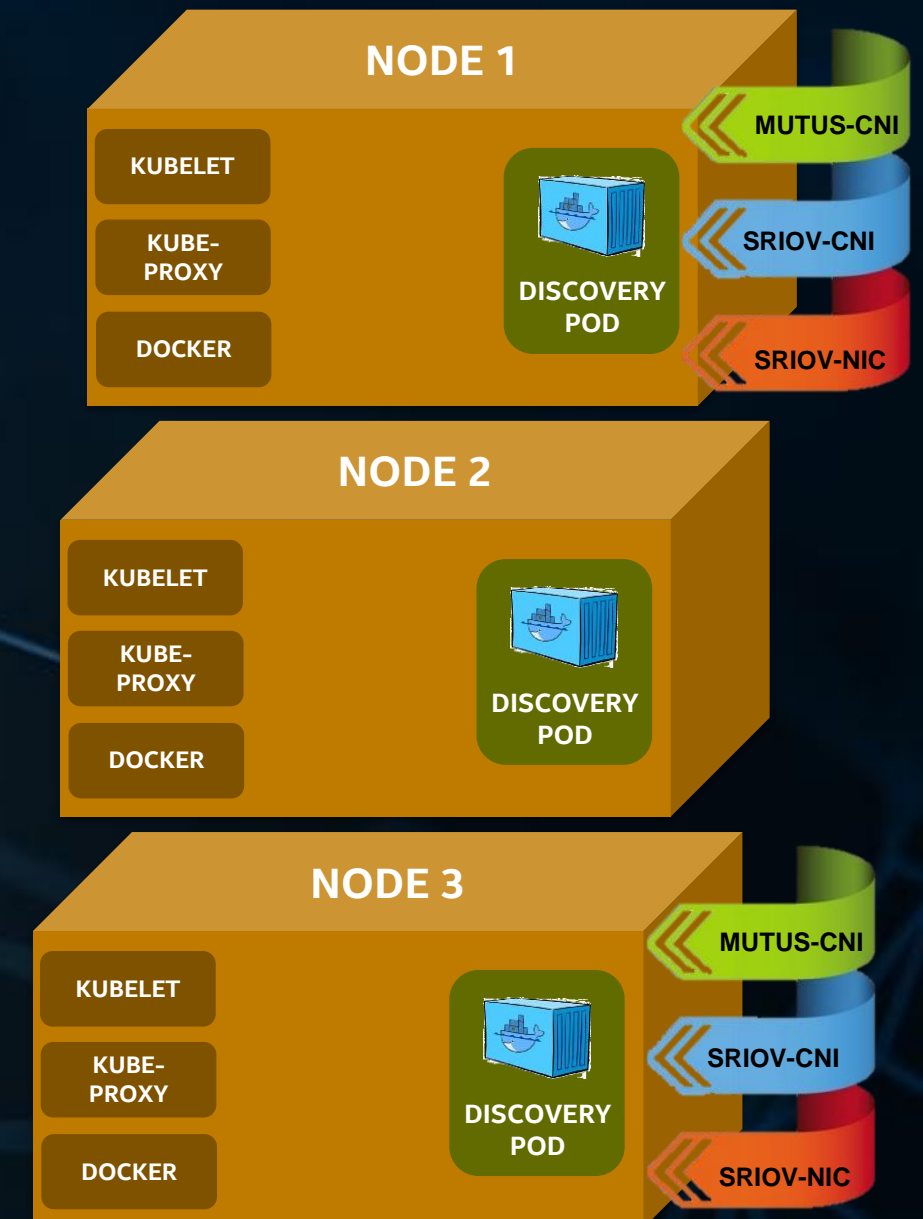 NODE 1
MUTUS-CNI
KUBELET
KUBE-
PROXY
SRIOV-CNI
DISCOVERY
POD
DOCKER
SRIOV-NIC
NODE 2
KUBELET
KUBE-
PROXY
DISCOVERY
POD
DOCKER
NODE 3
MUTUS-CNI
KUBELET
KUBE-
PROXY
SRIOV-CNI
DISCOVERY
POD
DOCKER
SRIOV-NIC